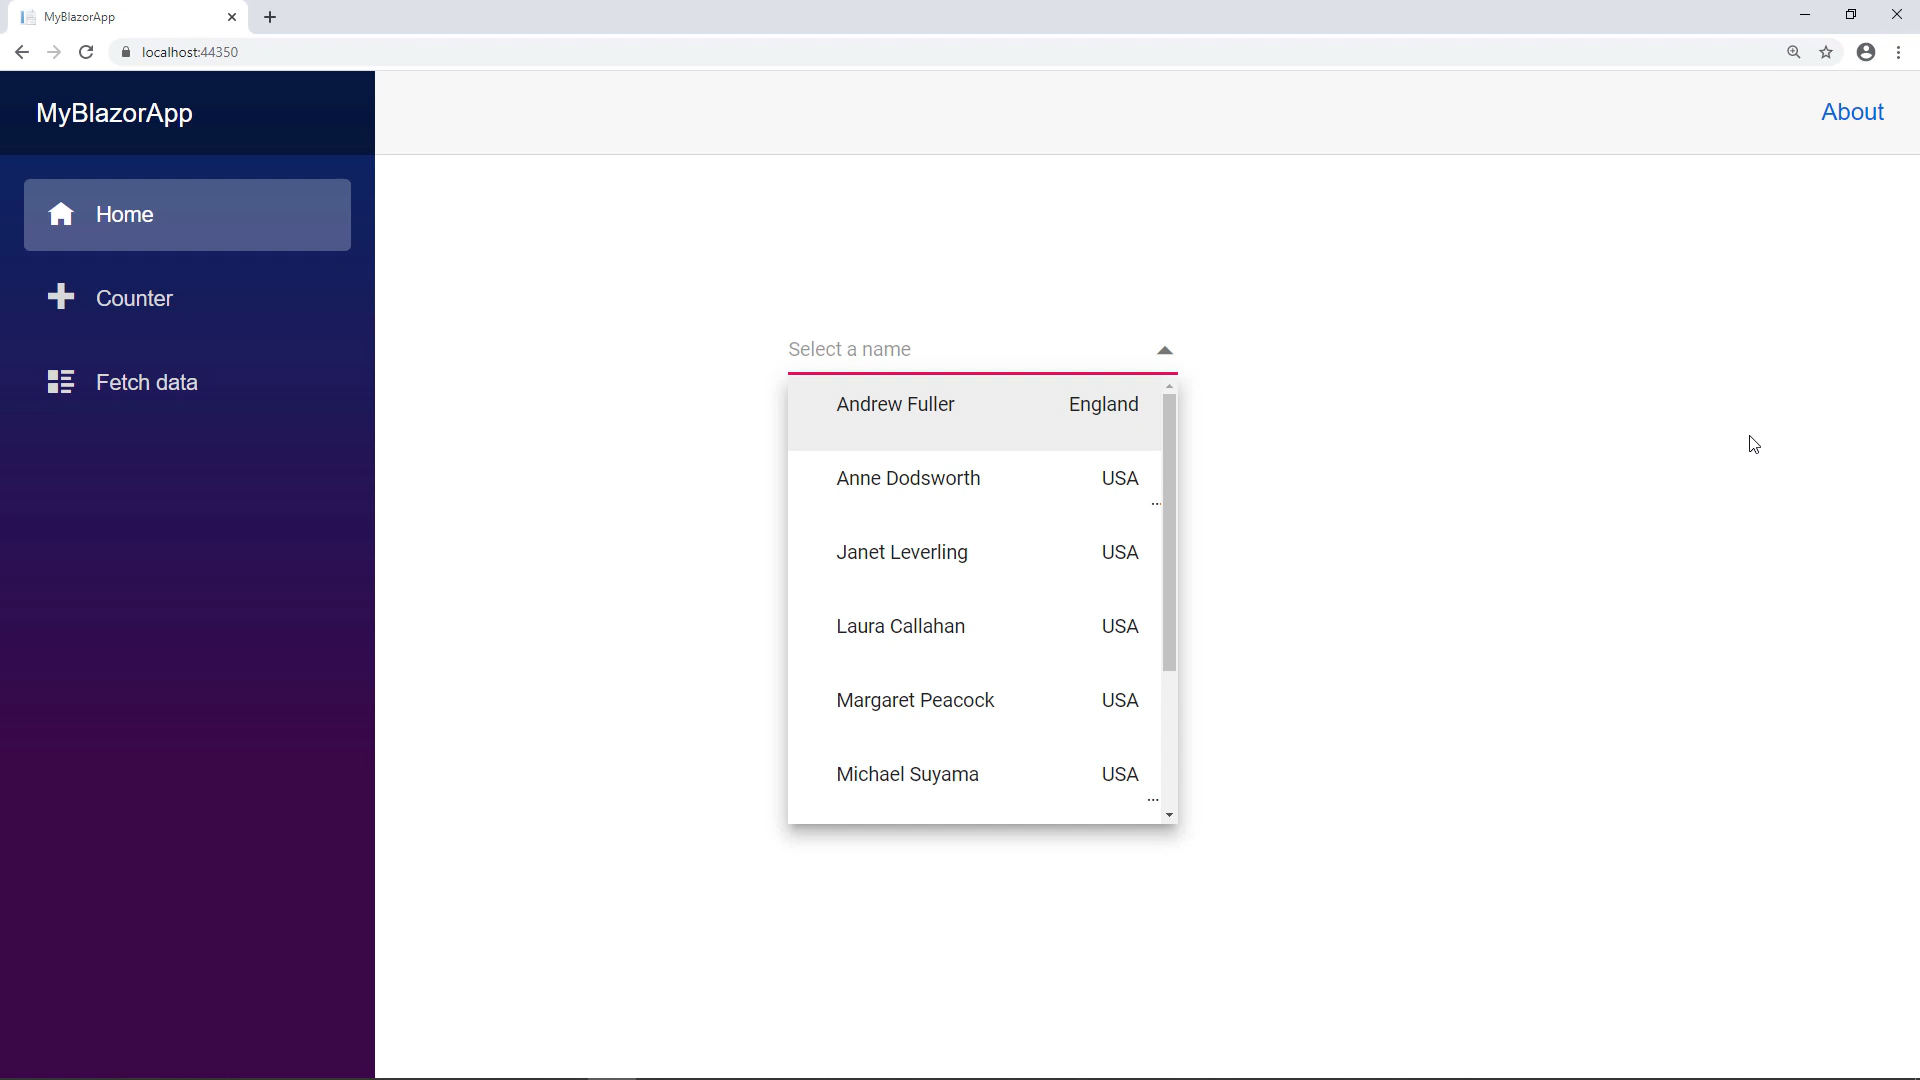 MyBlazorApp
localhost:44350
MyBlazorApp
About
Home
Counter
Fetch data
Select a name
Andrew Fuller England
Anne Dodsworth USA
...
Janet Leverling USA
Laura Callahan USA
Margaret Peacock USA
Michael Suyama USA
...